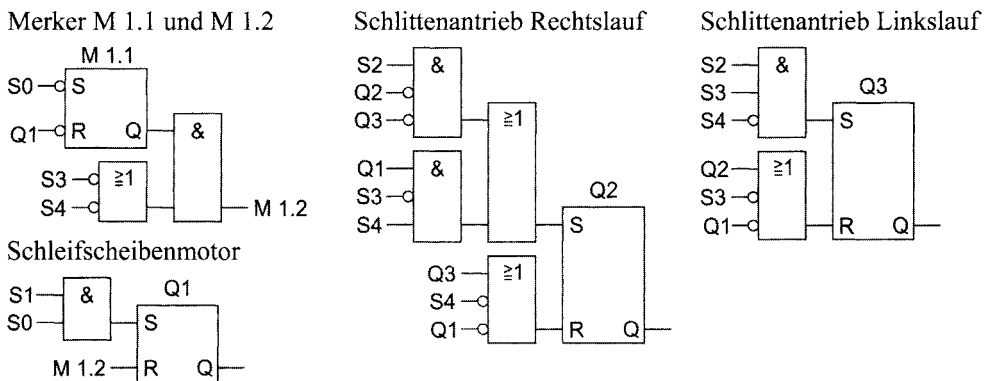 Merker M 1.1 und M 1.2
M 1.1
S0 S
Q1 R Q
&
S3 ≧1
S4
M 1.2
Schleifscheibenmotor
S1 & Q1
S0 S
M 1.2 R Q
Schlittenantrieb Rechtslauf
S2 &
Q2
Q3 ≧1
Q1 &
S3 Q2
S4 S
Q3 ≧1
S4
Q1 R Q
Schlittenantrieb Linkslauf
S2 & Q3
S3
S4 S
Q2 ≧1
S3
Q1 R Q